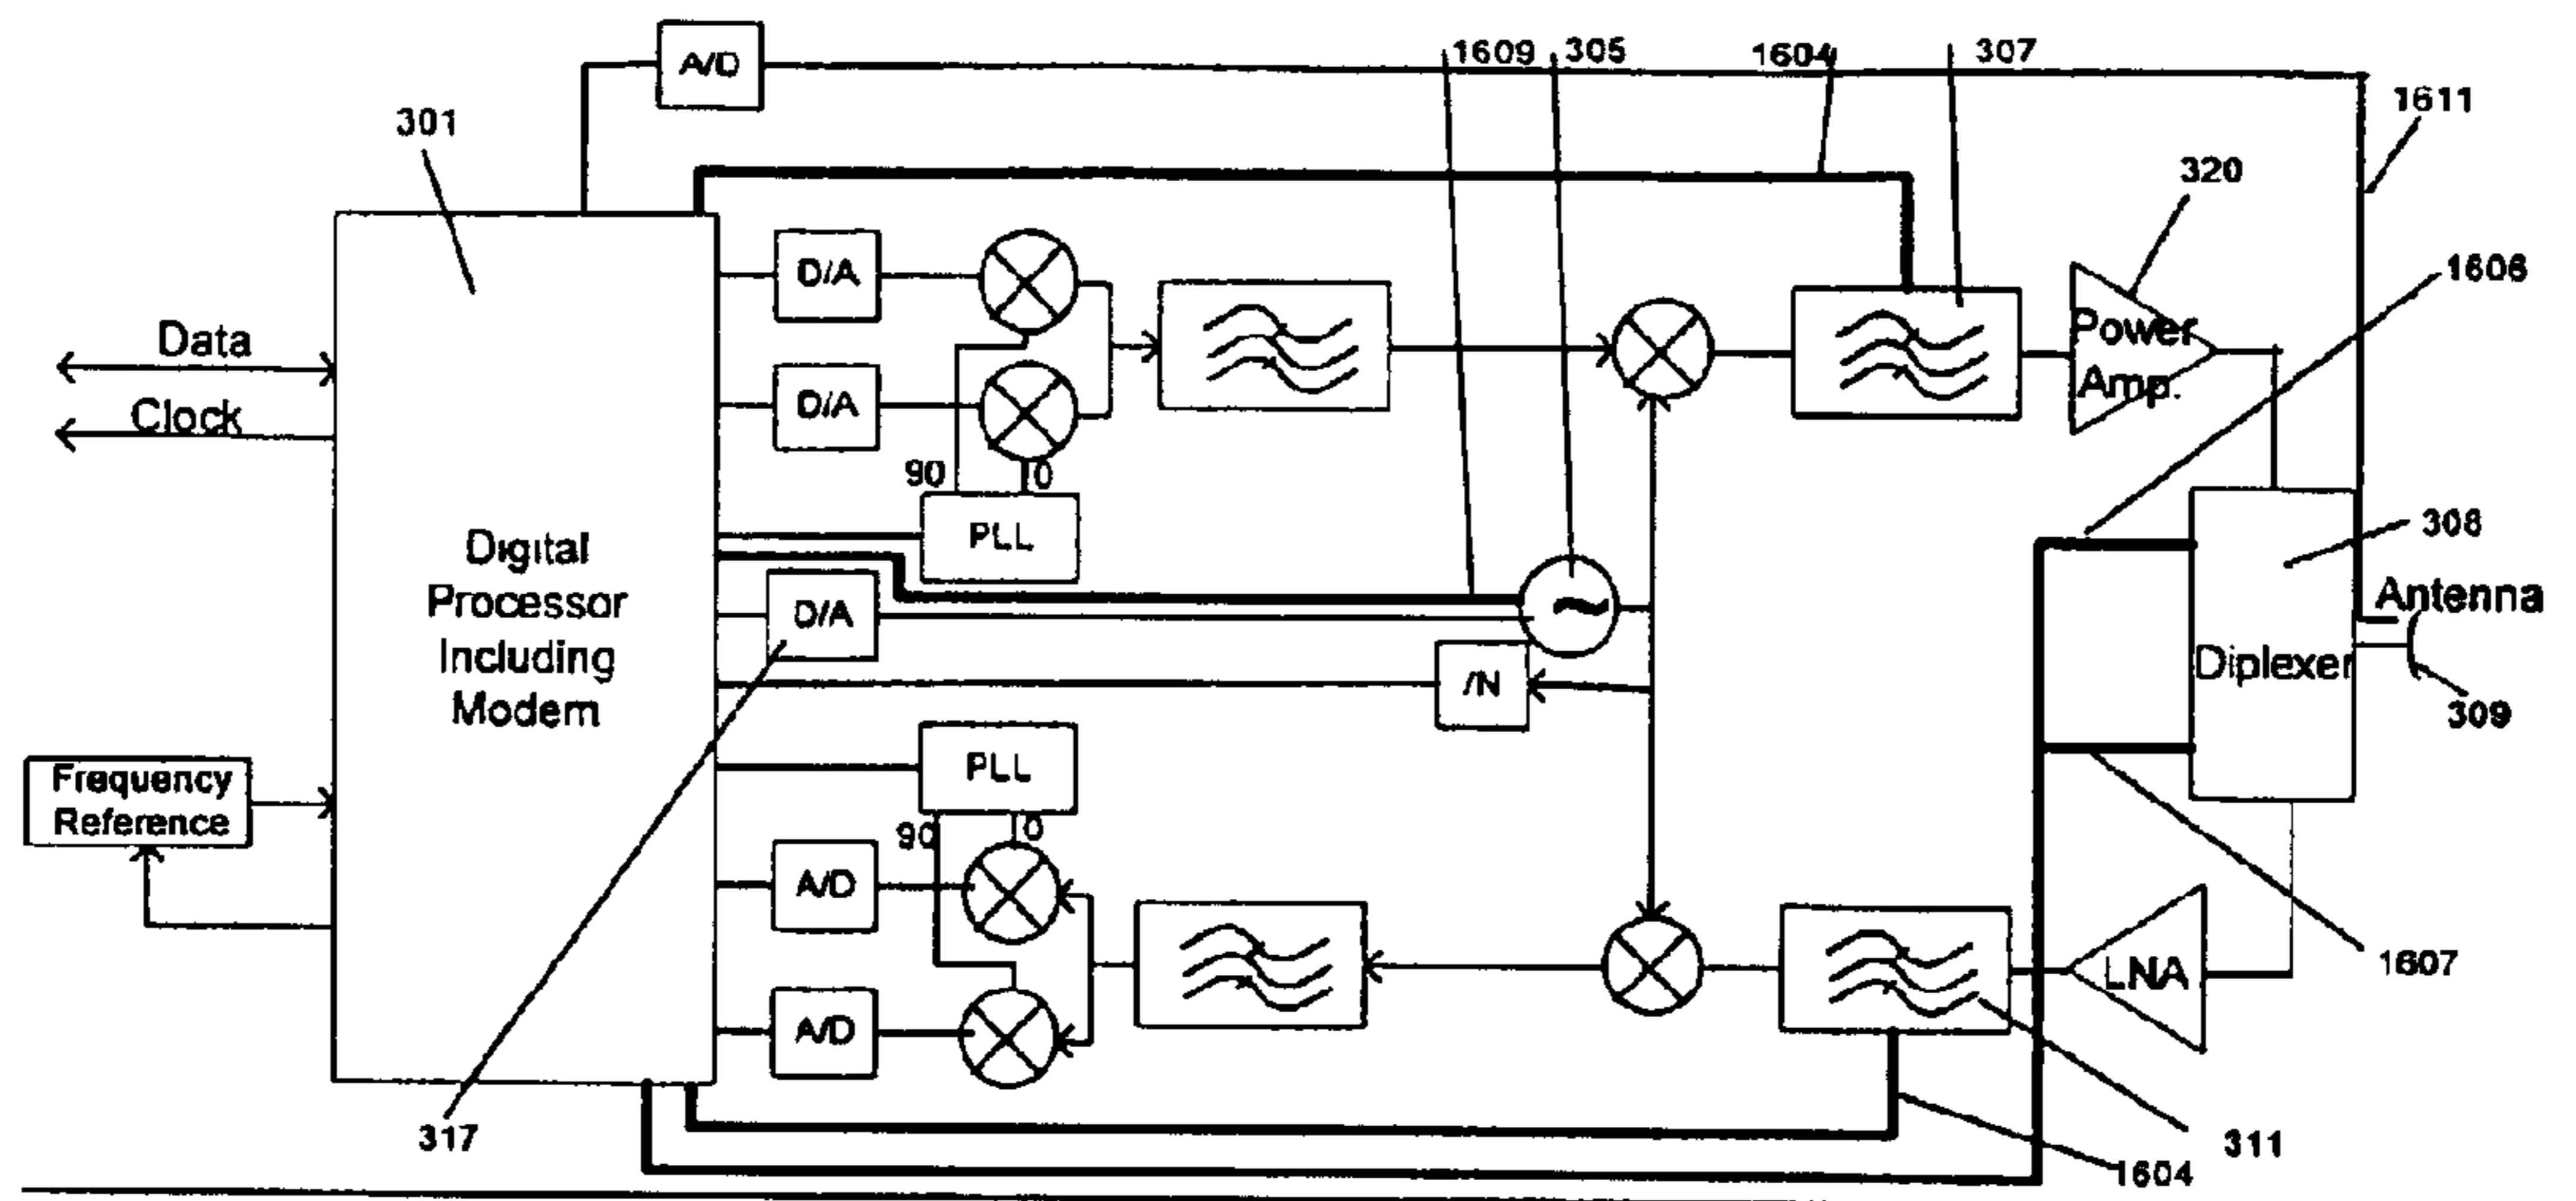 A/D
1609
305
1604
307
1611
301
320
D/A
1606
Data
Power
D/A
Amp.
Clock
90
0
308
PLL
Digital
Processor
Including
Modem
D/A
Antenna
/N
Diplexer
309
Frequency
Reference
PLL
90
0
A/D
1607
LNA
A/D
317
311
1604